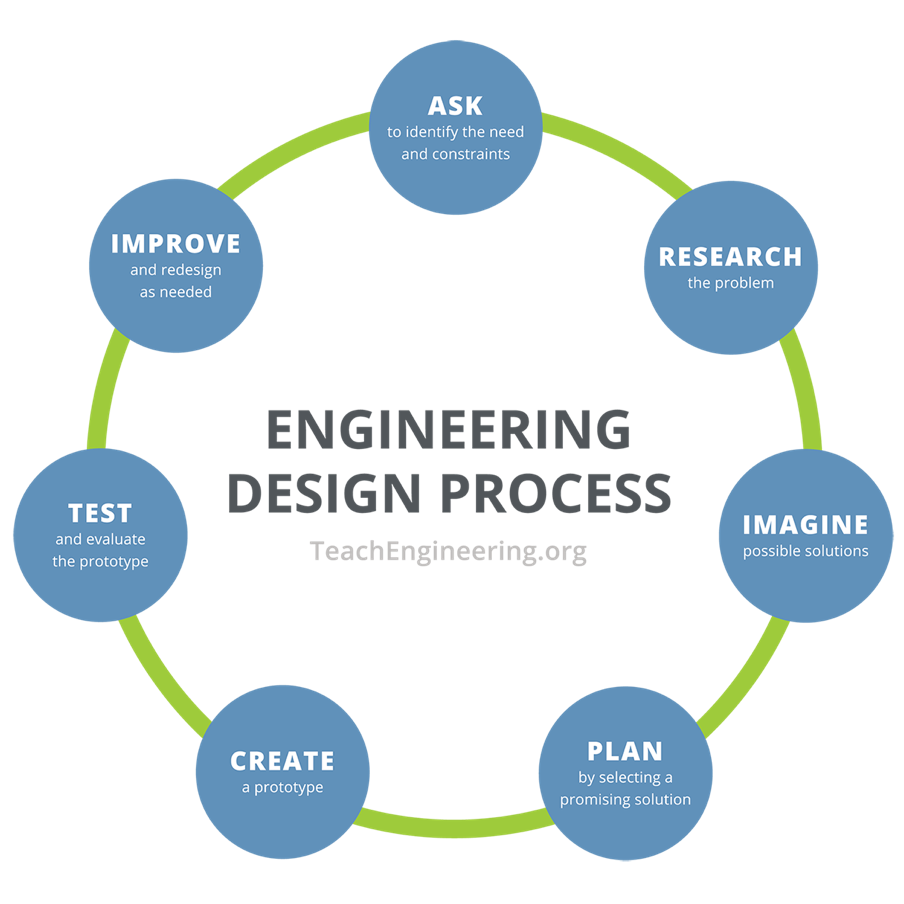 ASK
to identify the need
and constraints
RESEARCH
the problem
IMAGINE
possible solutions
PLAN
by selecting a
promising solution
CREATE
a prototype
TEST
and evaluate
the prototype
IMPROVE
and redesign
as needed
ENGINEERING
DESIGN PROCESS
TeachEngineering.org